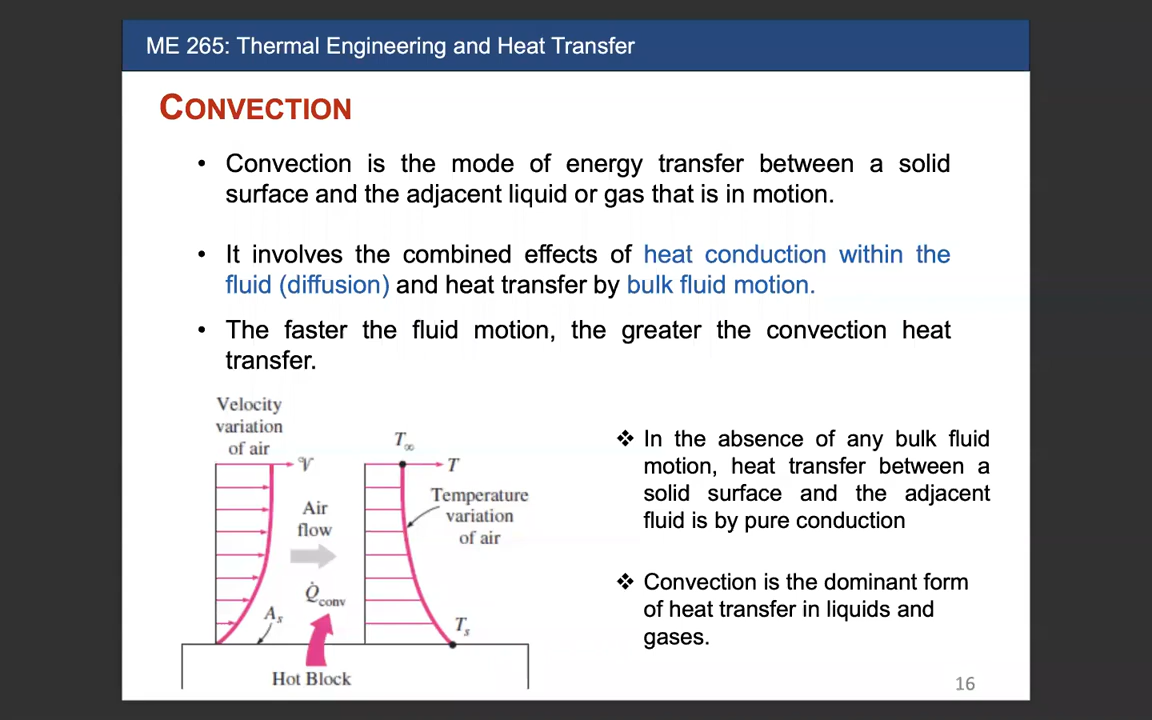 ME 265: Thermal Engineering and Heat Transfer
CONVECTION
• Convection is the mode of energy transfer between a solid
surface and the adjacent liquid or gas that is in motion.
• It involves the combined effects of heat conduction within the
fluid (diffusion) and heat transfer by bulk fluid motion.
• The faster the fluid motion, the greater the convection heat
transfer.
Velocity
variation
of air
𝒱
Air
flow
Q̇conv
As
T∞
T
Temperature
variation
of air
Ts
Hot Block
❖ In the absence of any bulk fluid
motion, heat transfer between a
solid surface and the adjacent
fluid is by pure conduction
❖ Convection is the dominant form
of heat transfer in liquids and
gases.
16